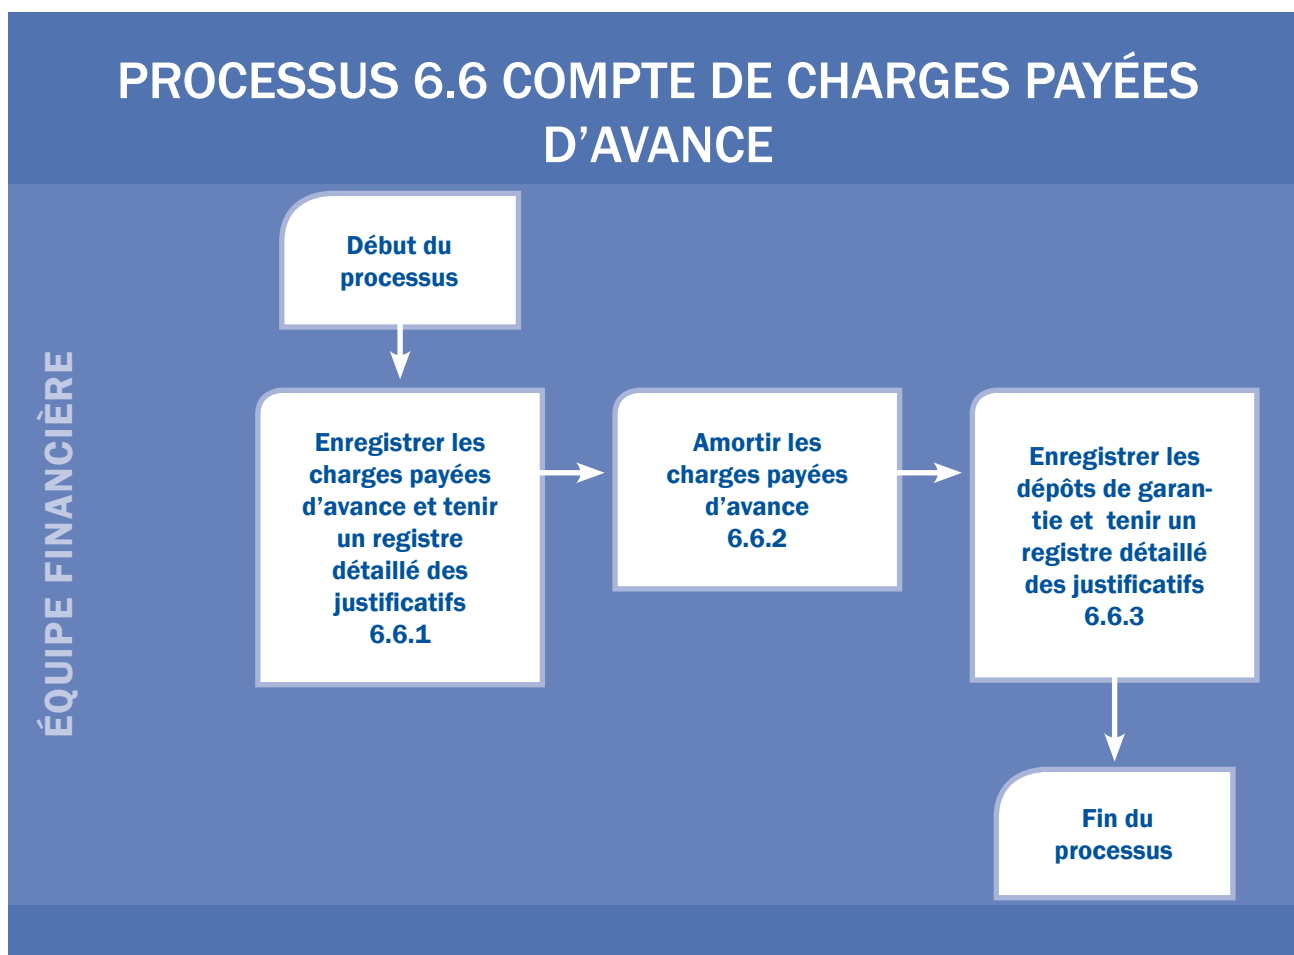 PROCESSUS 6.6 COMPTE DE CHARGES PAYÉES
D’AVANCE
ÉQUIPE FINANCIÈRE
Début du
processus
Enregistrer les
charges payées
d’avance et tenir
un registre
détaillé des
justificatifs
6.6.1
Amortir les
charges payées
d’avance
6.6.2
Enregistrer les
dépôts de garan-
tie et  tenir un
registre détaillé
des justificatifs
6.6.3
Fin du
processus